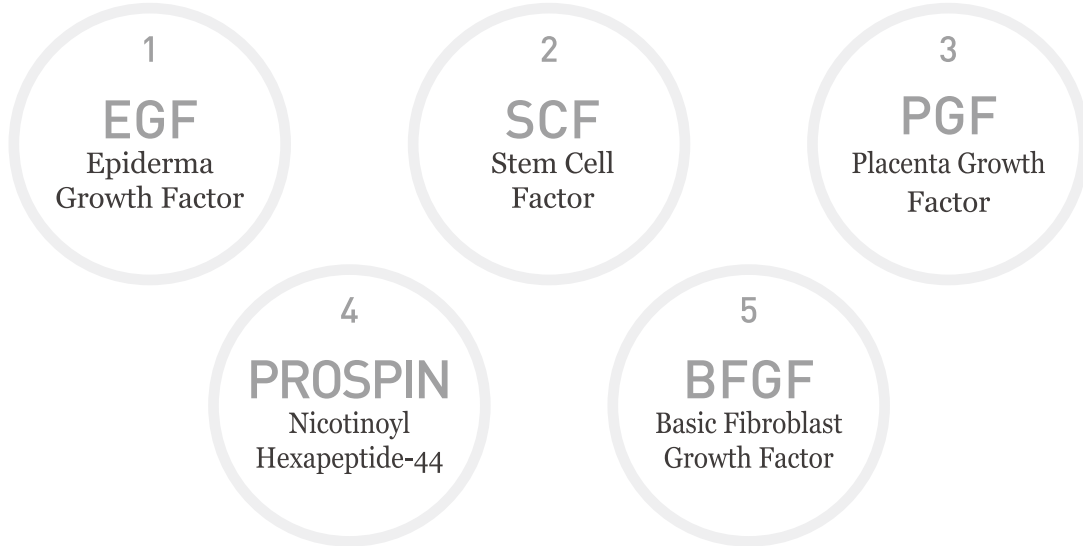 1
EGF
Epiderma
Growth Factor
2
SCF
Stem Cell
Factor
3
PGF
Placenta Growth
Factor
4
PROSPIN
Nicotinoyl
Hexapeptide-44
5
BFGF
Basic Fibroblast
Growth Factor